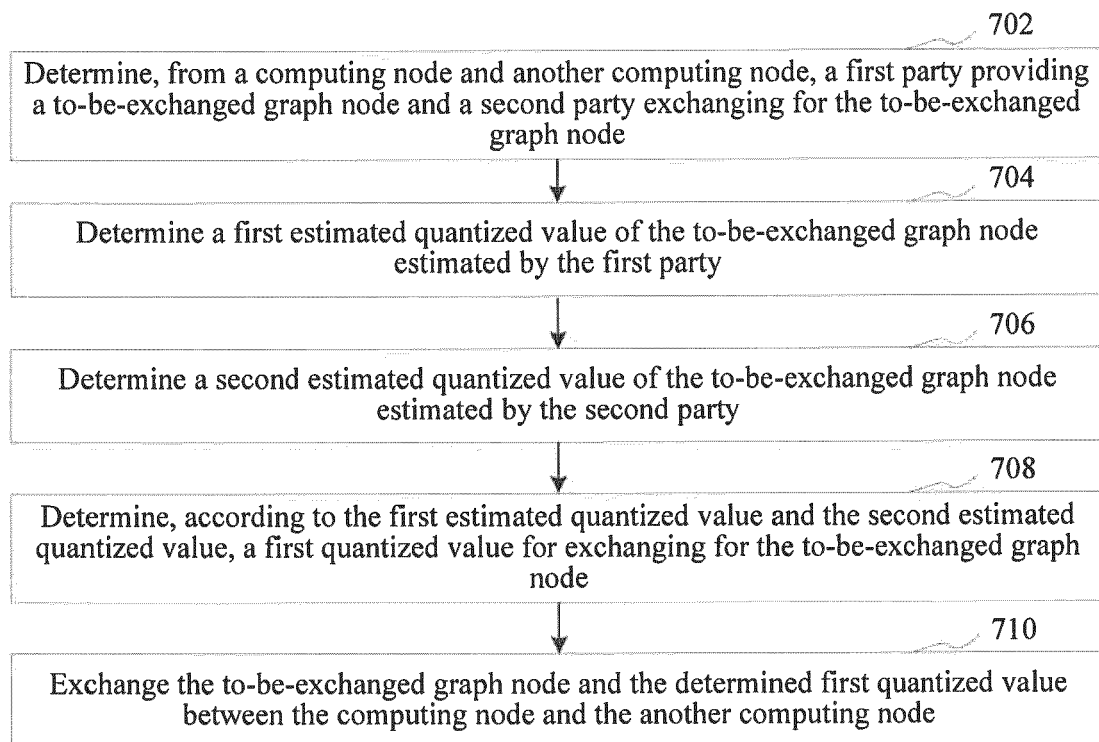 702
Determine, from a computing node and another computing node, a first party providing
a to-be-exchanged graph node and a second party exchanging for the to-be-exchanged
graph node
704
Determine a first estimated quantized value of the to-be-exchanged graph node
estimated by the first party
706
Determine a second estimated quantized value of the to-be-exchanged graph node
estimated by the second party
708
Determine, according to the first estimated quantized value and the second estimated
quantized value, a first quantized value for exchanging for the to-be-exchanged graph
node
710
Exchange the to-be-exchanged graph node and the determined first quantized value
between the computing node and the another computing node